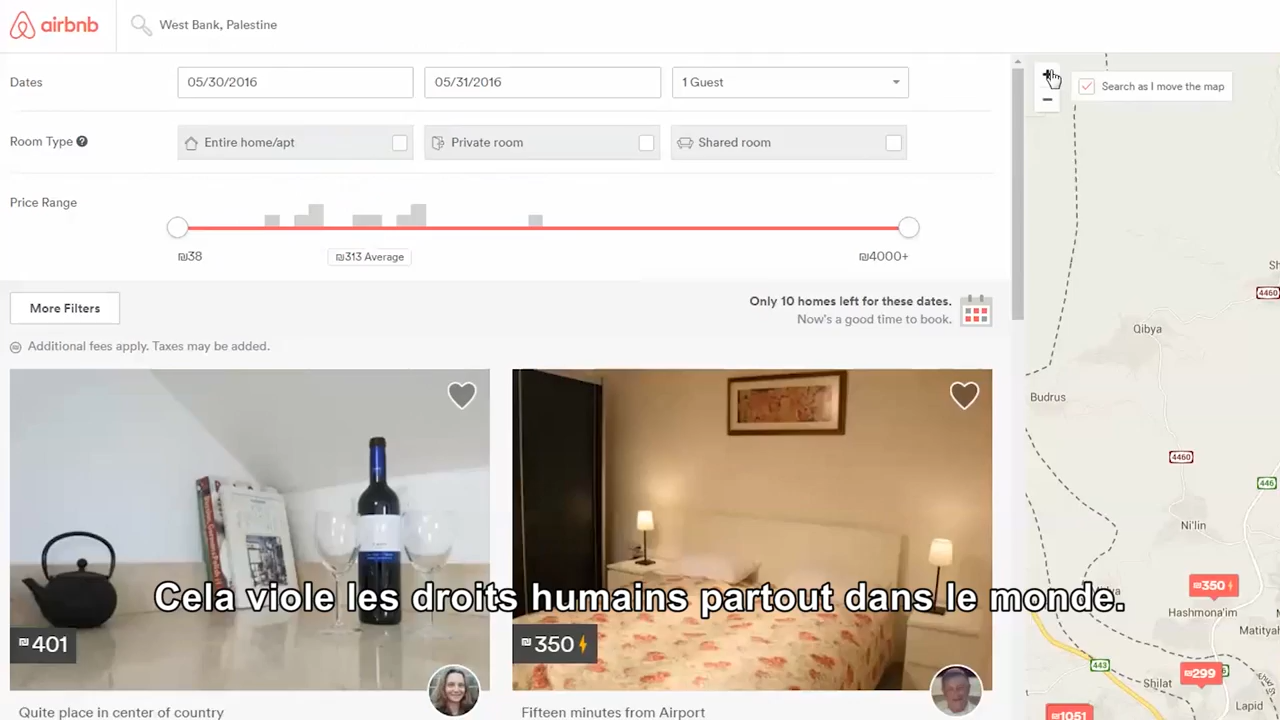 airbnb
West Bank, Palestine
Dates
05/30/2016
05/31/2016
1 Guest
Room Type
Entire home/apt
Private room
Shared room
Price Range
₪38
₪313 Average
₪4000+
More Filters
Only 10 homes left for these dates.
Now's a good time to book.
Additional fees apply. Taxes may be added.
₪401
₪350
Quite place in center of country
Fifteen minutes from Airport
Search as I move the map
4460
Qibya
Budrus
4460
446
Ni'lin
₪350
Hashmona'im
443
Shilat
₪299
Lapid
₪1051
Cela viole les droits humains partout dans le monde.